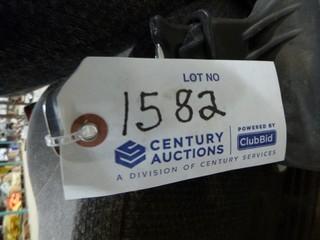 LOT NO
1582
CENTURY AUCTIONS
POWERED BY
ClubBid
A DIVISION OF CENTURY SERVICES